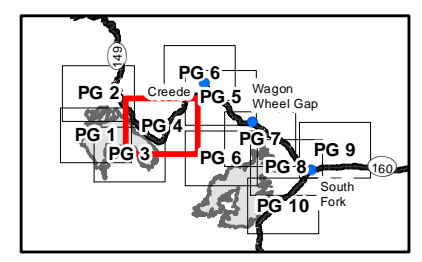 149
PG 6
Creede
Wagon
Wheel Gap
PG 2
PG 5
PG 4
PG 1
PG 3
PG 7
PG 6
PG 8
PG 9
160
South
Fork
PG 10